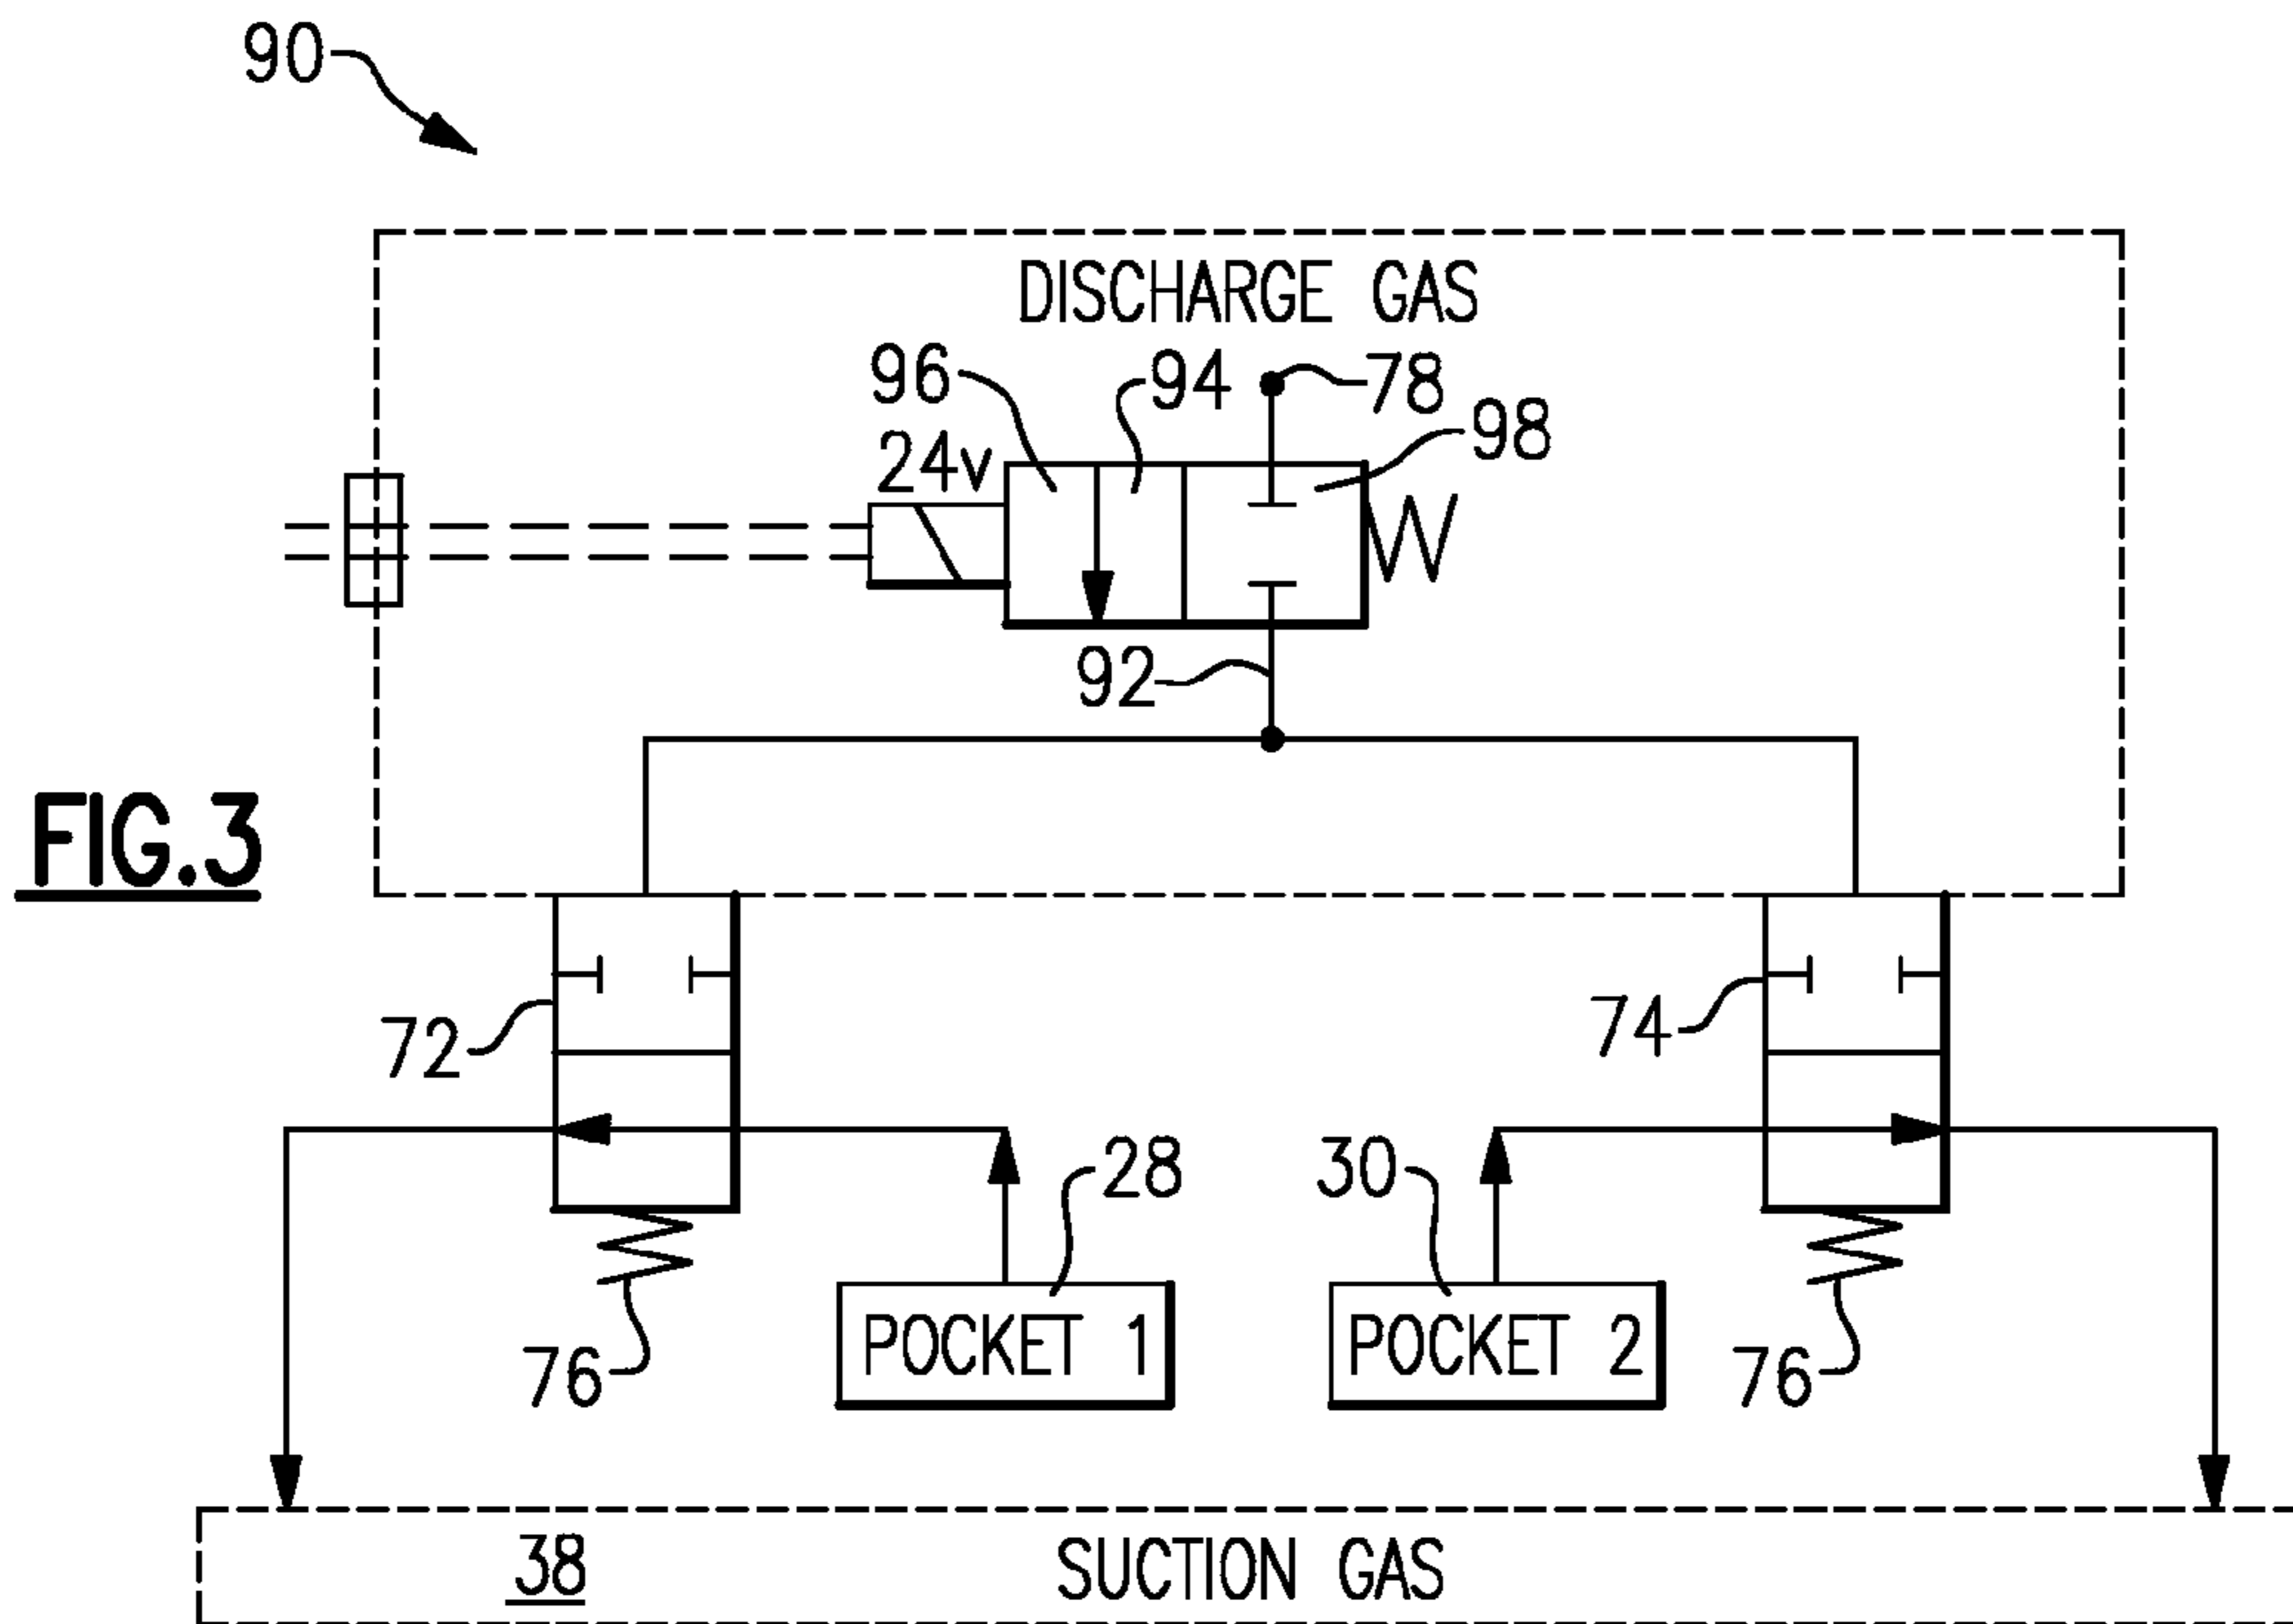 90
DISCHARGE GAS
96
94
78
98
24v
92
FIG.3
72
74
28
30
POCKET 1
POCKET 2
76
76
38
SUCTION GAS